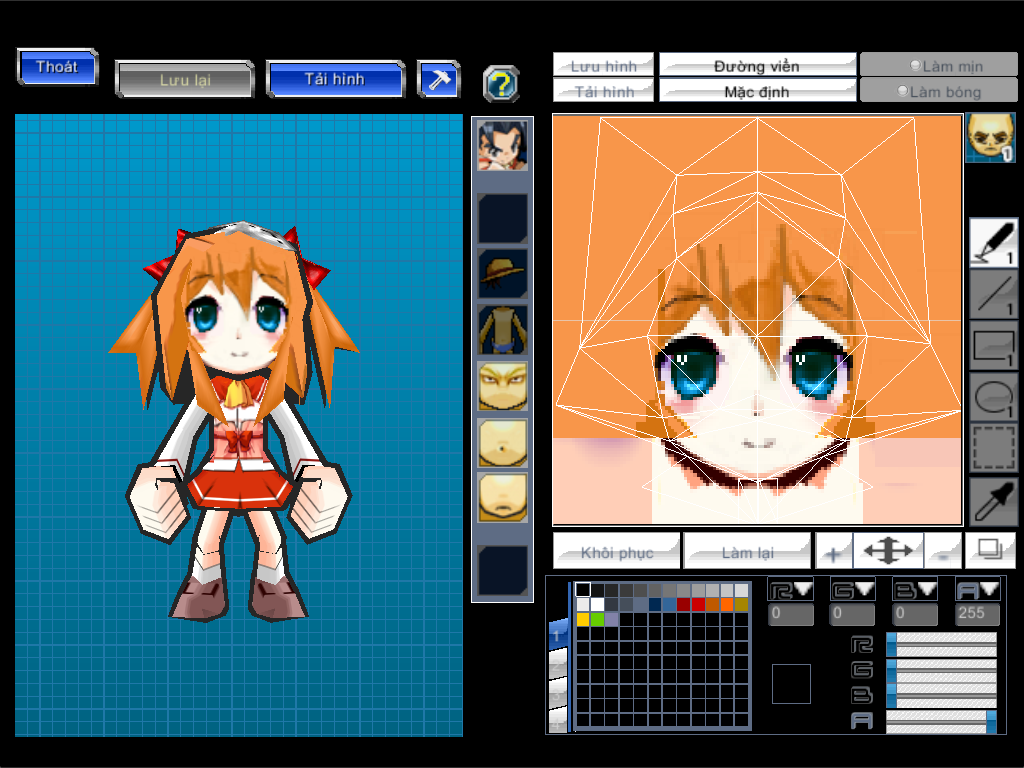 Thoát
Lưu lại
Tải hình
?
Lưu hình
Đường viền
Làm mịn
Tải hình
Mặc định
Làm bóng
1
1
1
1
1
Khôi phục
Làm lại
+
-
R
G
B
A
0
0
0
255
1
R
G
B
A